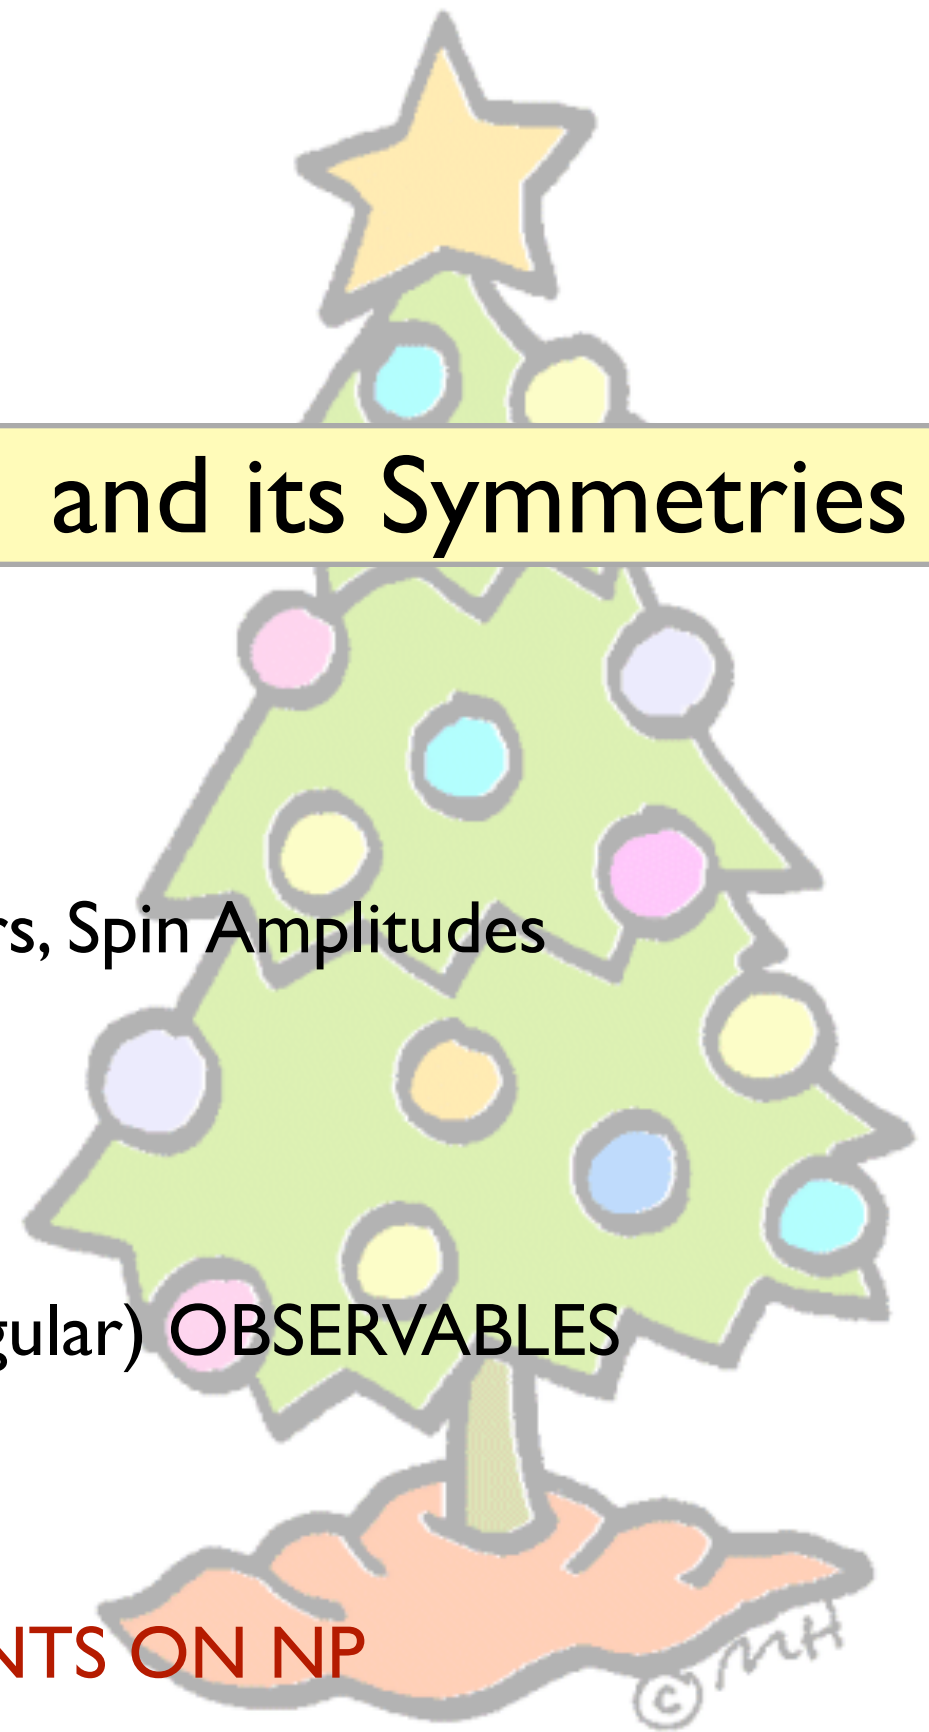 and its Symmetries
rs, Spin Amplitudes
gular) OBSERVABLES
NTS ON NP
© MH